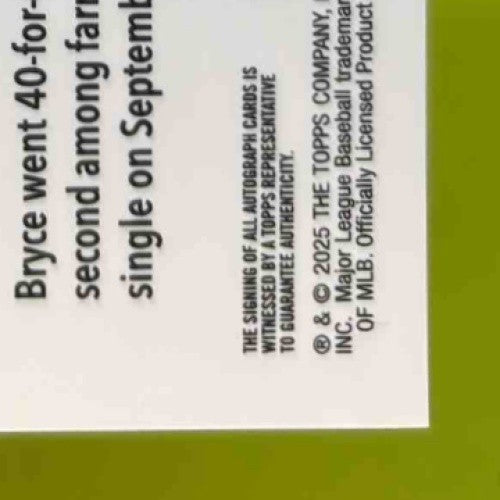 Bryce went 40-for-
second among far
single on Septemb
THE SIGNING OF ALL AUTOGRAPH CARDS IS
WITNESSED BY A TOPPS REPRESENTATIVE
TO GUARANTEE AUTHENTICITY.
® & © 2025 THE TOPPS COMPANY,
INC. Major League Baseball trademar
OF MLB. Officially Licensed Product